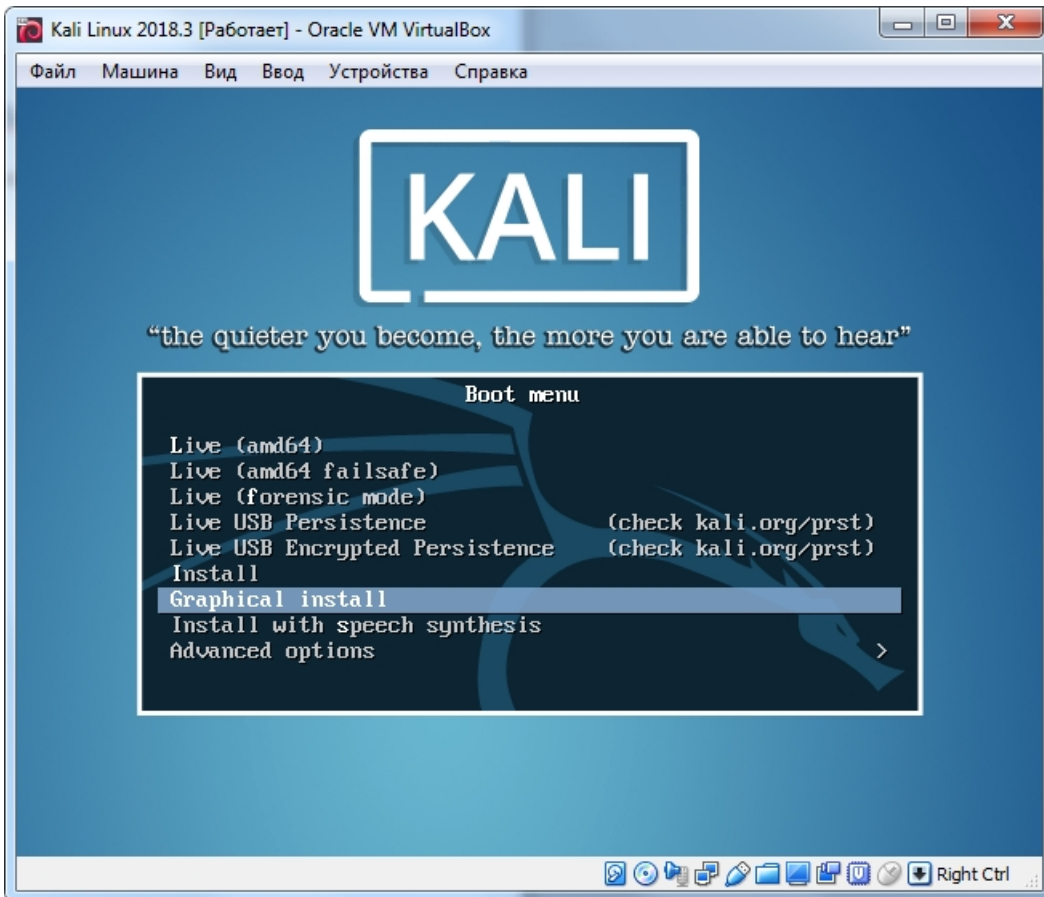 Kali Linux 2018.3 [Работает] - Oracle VM VirtualBox
Файл Машина Вид Ввод Устройства Справка
KALI
“the quieter you become, the more you are able to hear”
Boot menu
Live (amd64)
Live (amd64 failsafe)
Live (forensic mode)
Live USB Persistence (check kali.org/prst)
Live USB Encrypted Persistence (check kali.org/prst)
Install
Graphical install
Install with speech synthesis
Advanced options >
Right Ctrl